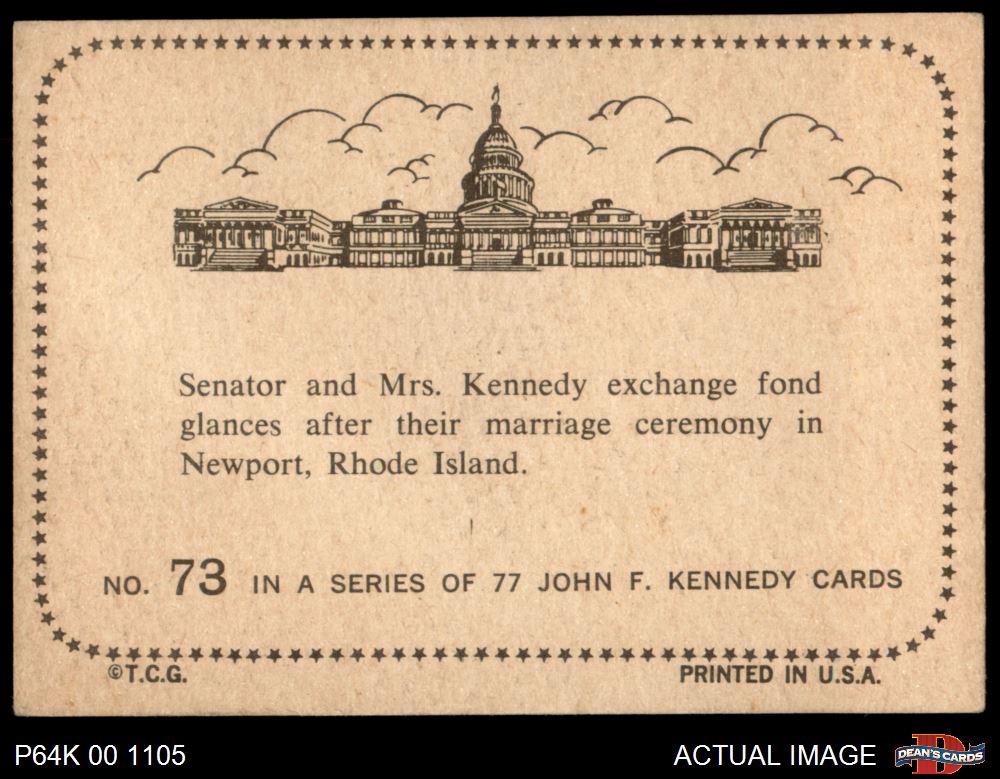 Senator and Mrs. Kennedy exchange fond
glances after their marriage ceremony in
Newport, Rhode Island.
NO. 73 IN A SERIES OF 77 JOHN F. KENNEDY CARDS
©T.C.G. PRINTED IN U.S.A.
P64K 00 1105 ACTUAL IMAGE D DEAN'S CARDS